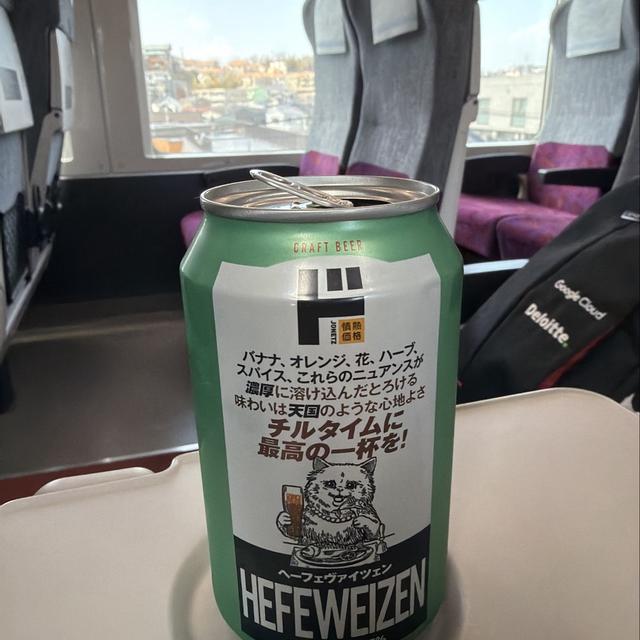 CRAFT BEER
ド
JONETZ
情熱
価格
バナナ、オレンジ、花、ハーブ、
スパイス、これらのニュアンスが
濃厚に溶け込んだとろける
味わいは天国のような心地よさ
チルタイムに
最高の一杯を!
ヘーフェヴァイツェン
HEFEWEIZEN
Google Cloud
Deloitte.